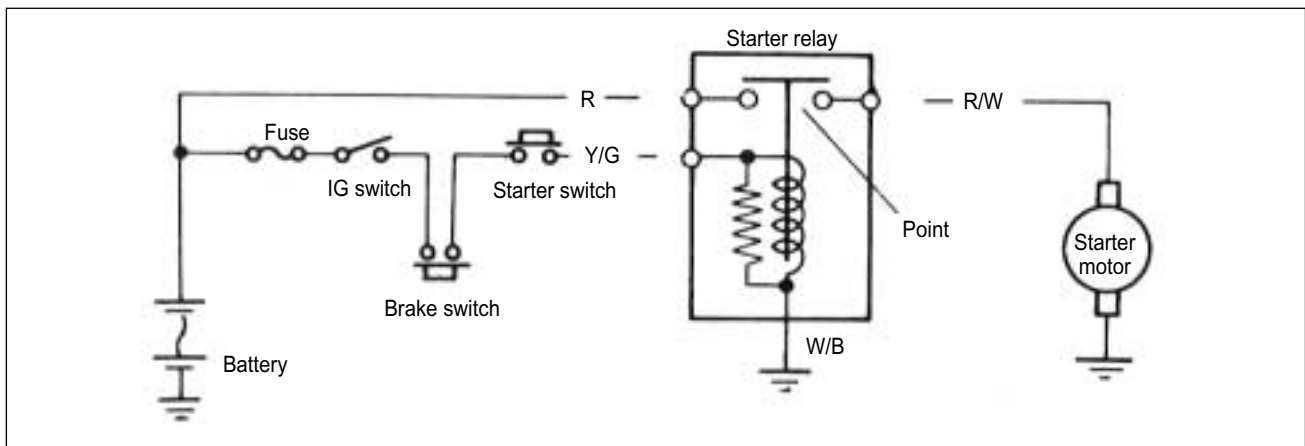 Starter relay
R
R/W
Fuse
Y/G
IG switch
Starter switch
Point
Starter
motor
Brake switch
W/B
Battery